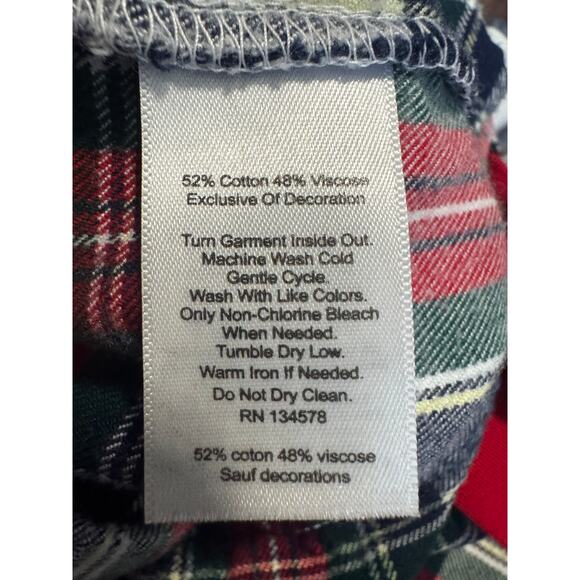 52% Cotton 48% Viscose
Exclusive Of Decoration
Turn Garment Inside Out.
Machine Wash Cold
Gentle Cycle.
Wash With Like Colors.
Only Non-Chlorine Bleach
When Needed.
Tumble Dry Low.
Warm Iron If Needed.
Do Not Dry Clean.
RN 134578
52% coton 48% viscose
Sauf decorations